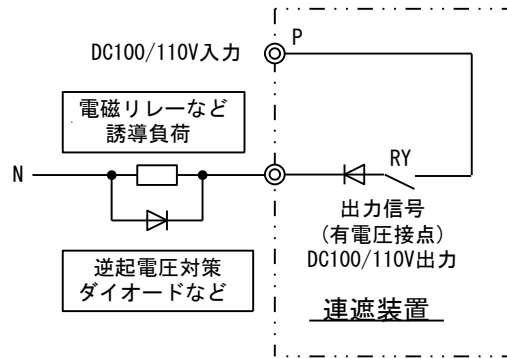 P
DC100/110V入力
電磁リレーなど
誘導負荷
N
RY
出力信号
(有電圧接点)
DC100/110V出力
逆起電圧対策
ダイオードなど
連遮装置